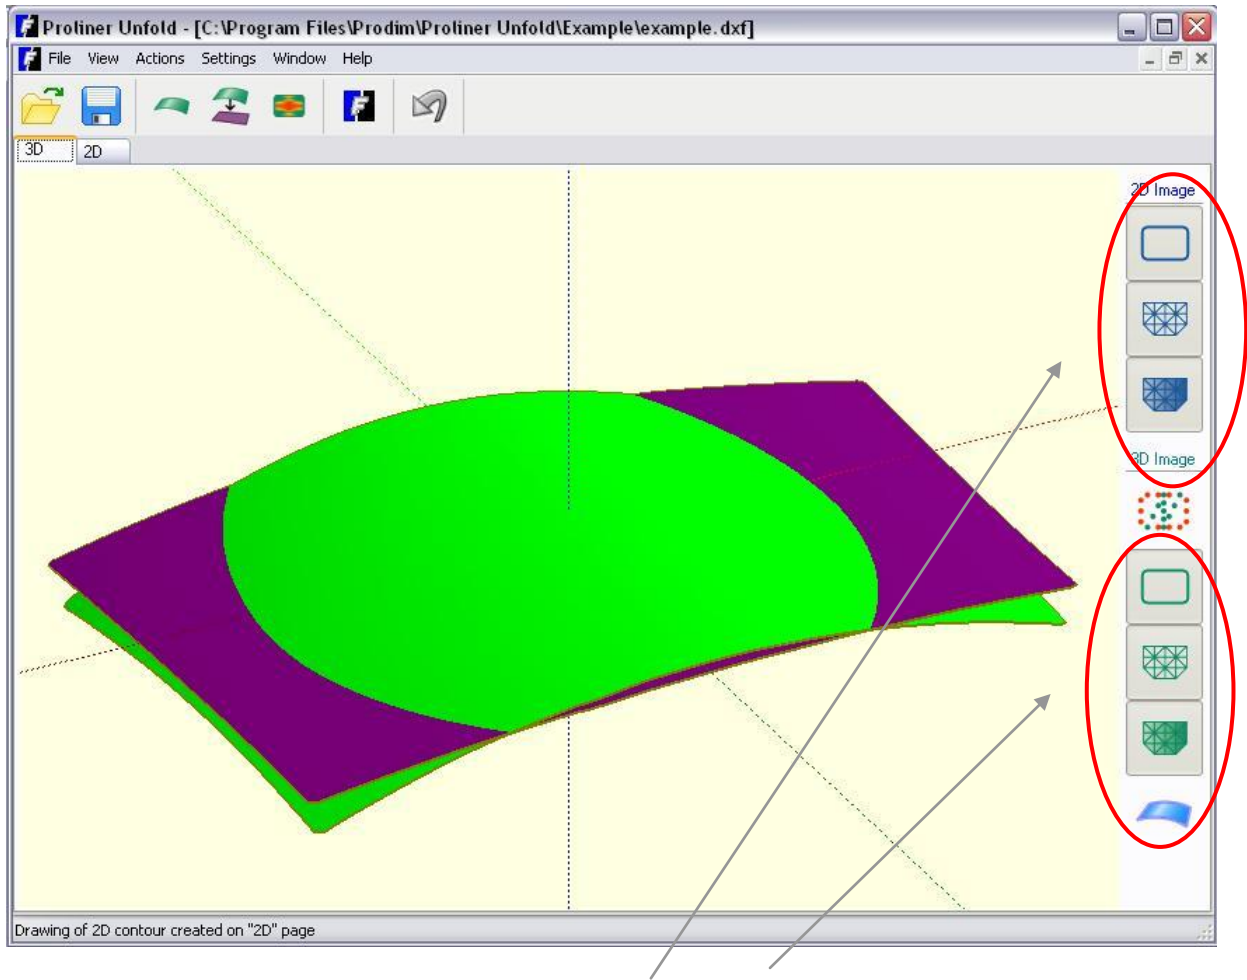 Proliner Unfold - [C:\Program Files\Prodim\Proliner Unfold\Example\example.dxf]
File View Actions Settings Window Help
3D 2D
2D Image
3D Image
Drawing of 2D contour created on "2D" page